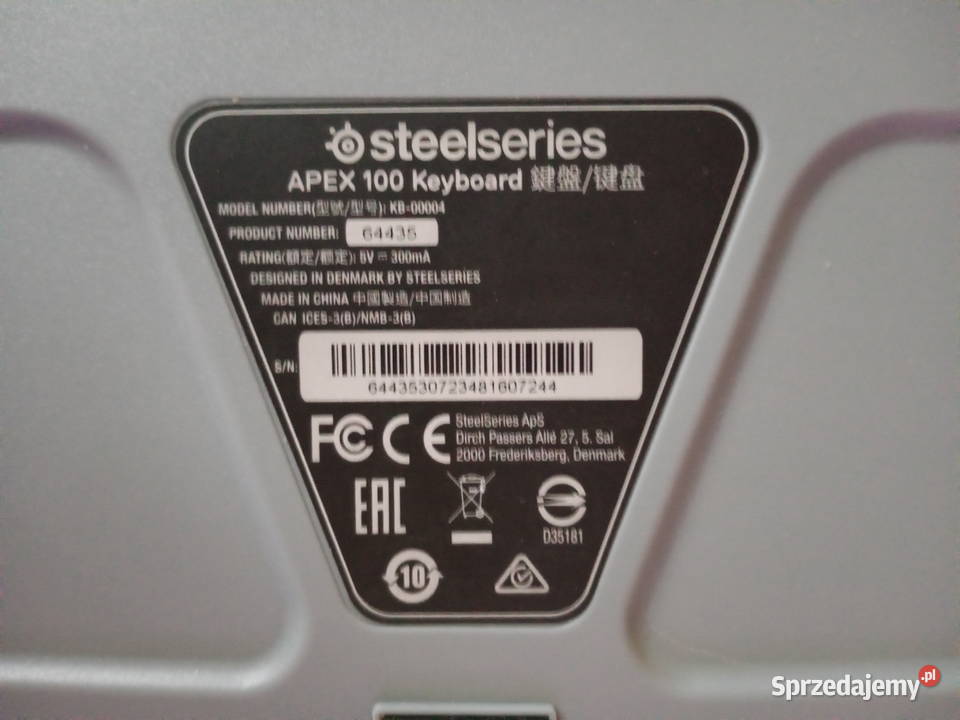 steelseries
APEX 100 Keyboard 鍵盤/键盘
MODEL NUMBER(型號/型号): KB-00004
PRODUCT NUMBER: 64435
RATING(額定/额定): 5V ⎓ 300mA
DESIGNED IN DENMARK BY STEELSERIES
MADE IN CHINA 中國製造/中国制造
CAN ICES-3(B)/NMB-3(B)
S/N:
6443530723481607244
FC CE
SteelSeries ApS
Dirch Passers Allé 27, 5. Sal
2000 Frederiksberg, Denmark
EAC
D35181
10
Sprzedajemy.pl